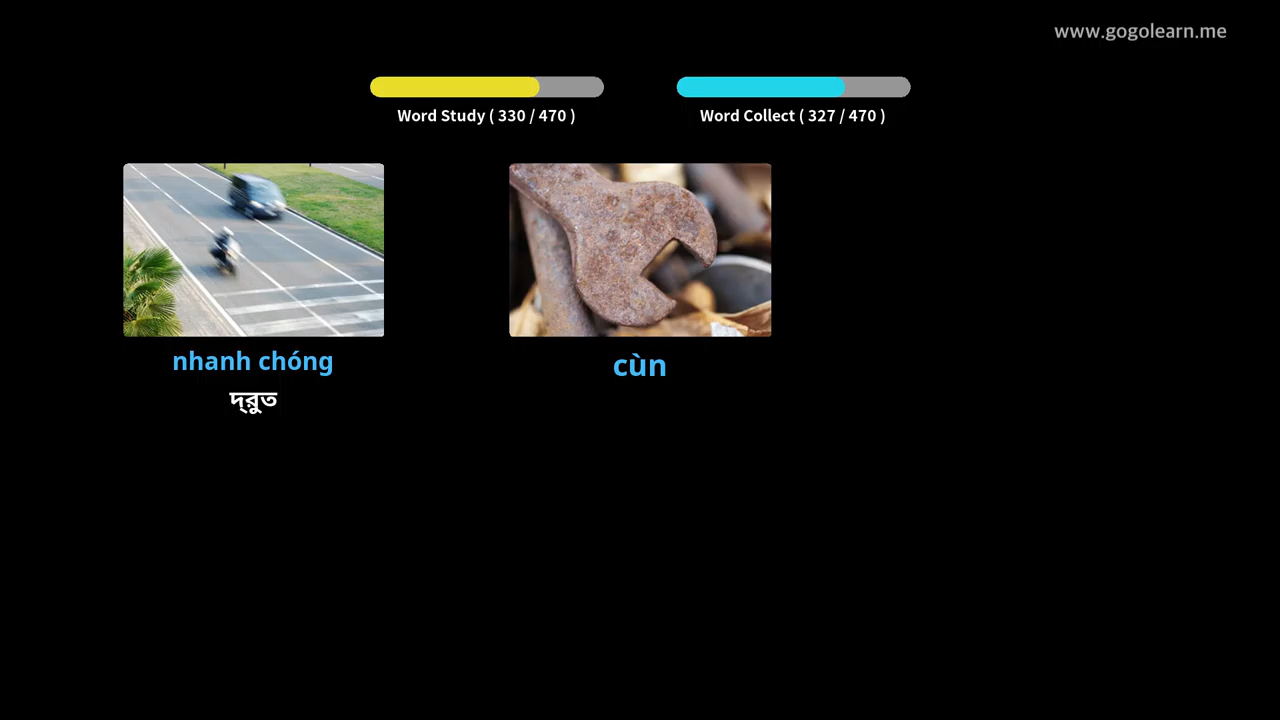 www.gogolearn.me
Word Study ( 330 / 470 )
Word Collect ( 327 / 470 )
nhanh chóng
দ্রুত
cùn